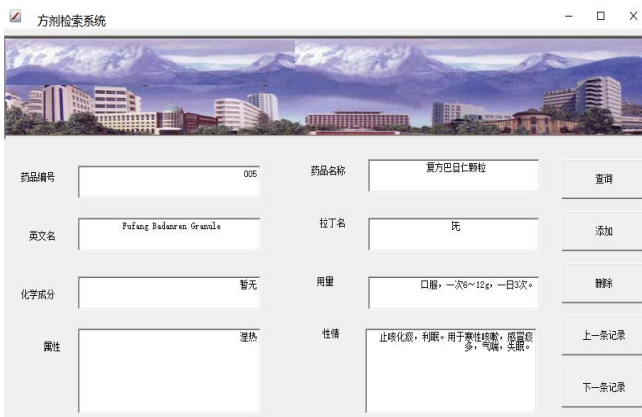 方剂检索系统
药品编号
005
药品名称
复方巴旦仁颗粒
查询
英文名
Fufang Badanren Granule
拉丁名
无
添加
化学成分
暂无
用量
口服，一次6～12g，一日3次。
删除
属性
湿热
性情
止咳化痰，利眠。用于寒性咳嗽，感冒痰
多，气喘，失眠。
上一条记录
下一条记录